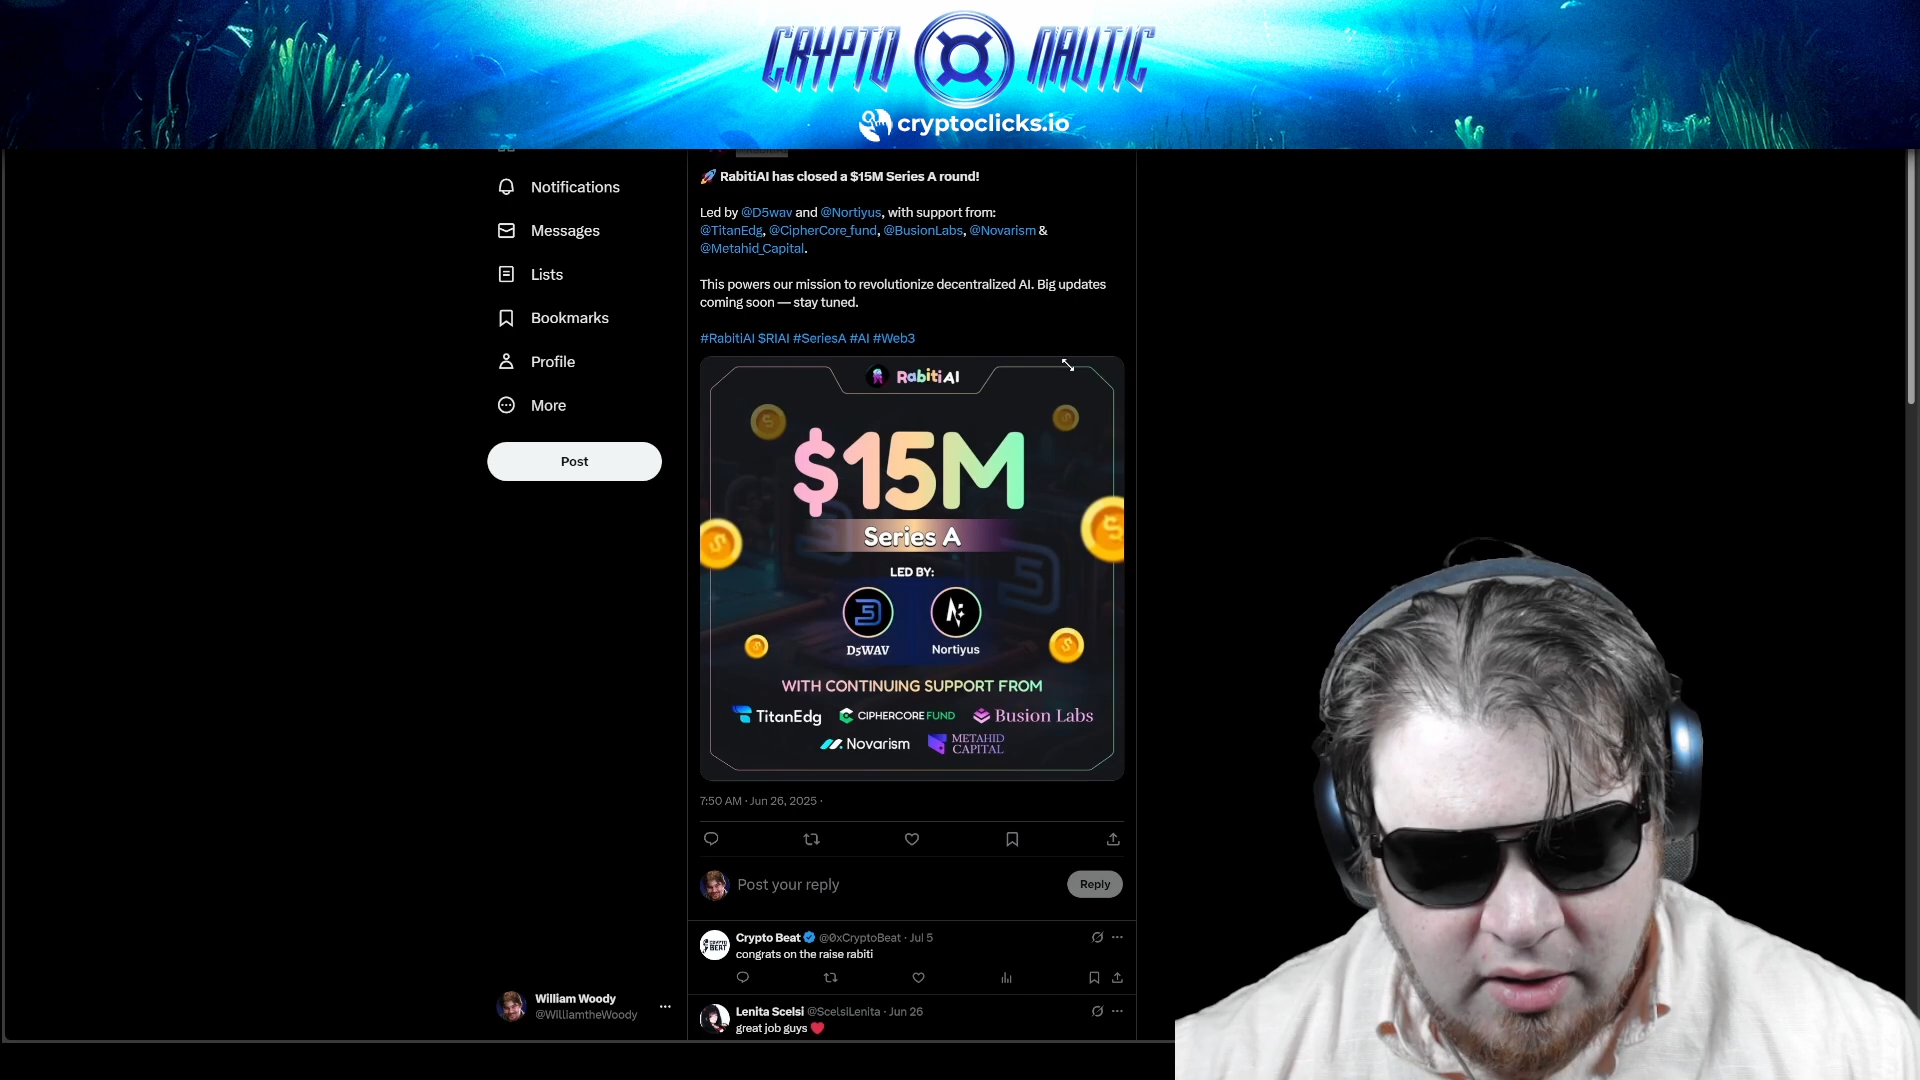 CRYPTO NAUTIC
cryptoclicks.io
Notifications
Messages
Lists
Bookmarks
Profile
More
Post
William Woody
@WilliamtheWoody
🚀 RabitiAI has closed a $15M Series A round!
Led by @D5wav and @Nortiyus, with support from:
@TitanEdg, @CipherCore_fund, @BusionLabs, @Novarism &
@Metahid_Capital.
This powers our mission to revolutionize decentralized AI. Big updates
coming soon — stay tuned.
#RabitiAI $RIAI #SeriesA #AI #Web3
RabitiAI
$15M
Series A
LED BY:
D5WAV Nortiyus
WITH CONTINUING SUPPORT FROM
TitanEdg CIPHERCORE FUND Busion Labs
Novarism METAHID
CAPITAL
7:50 AM · Jun 26, 2025 ·
Post your reply
Reply
Crypto Beat @0xCryptoBeat · Jul 5
CRYPTO
BEAT
congrats on the raise rabiti
Lenita Scelsi @ScelsiLenita · Jun 26
great job guys ❤️